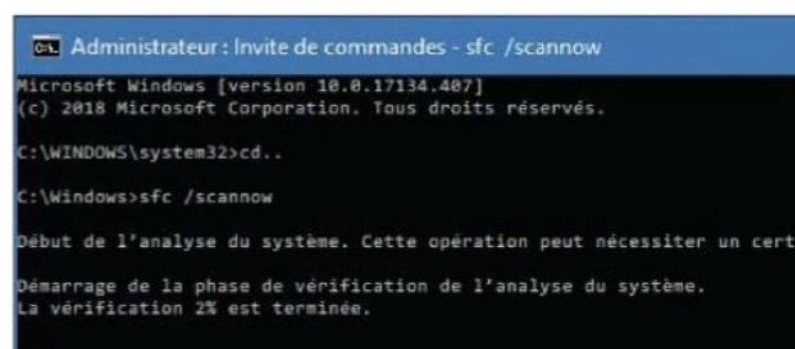 Administrateur : Invite de commandes - sfc /scannow
Microsoft Windows [version 10.0.17134.407]
(c) 2018 Microsoft Corporation. Tous droits réservés.
C:\WINDOWS\system32>cd..
C:\Windows>sfc /scannow
Début de l'analyse du système. Cette opération peut nécessiter un cert
Démarrage de la phase de vérification de l'analyse du système.
La vérification 2% est terminée.